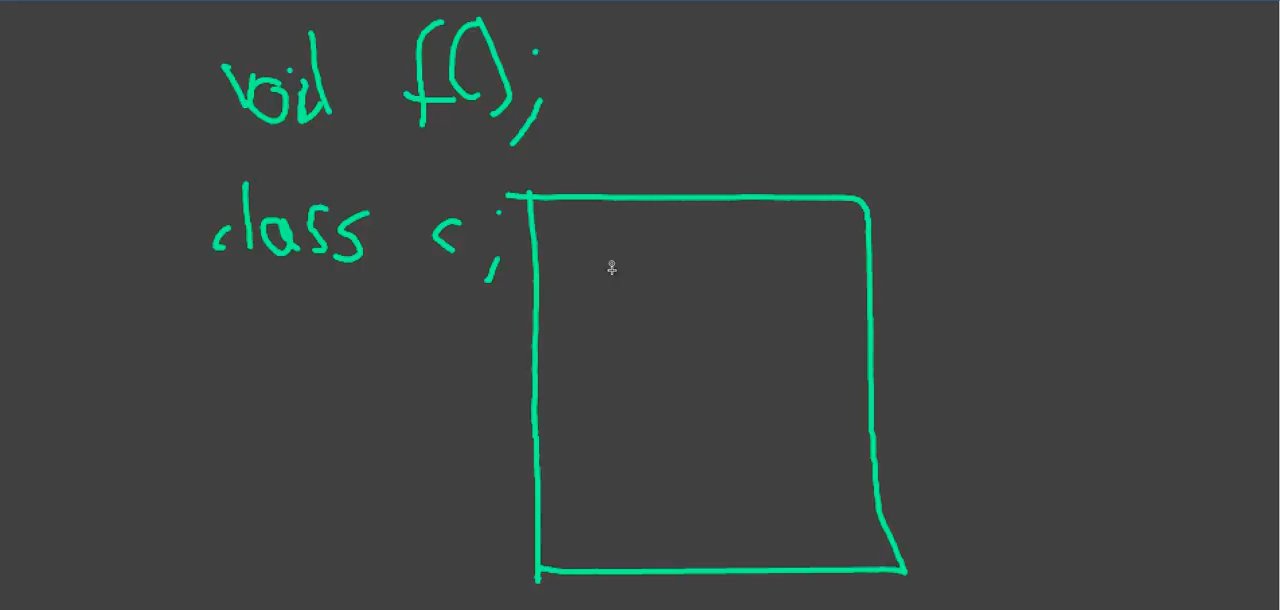 void f();
class c;